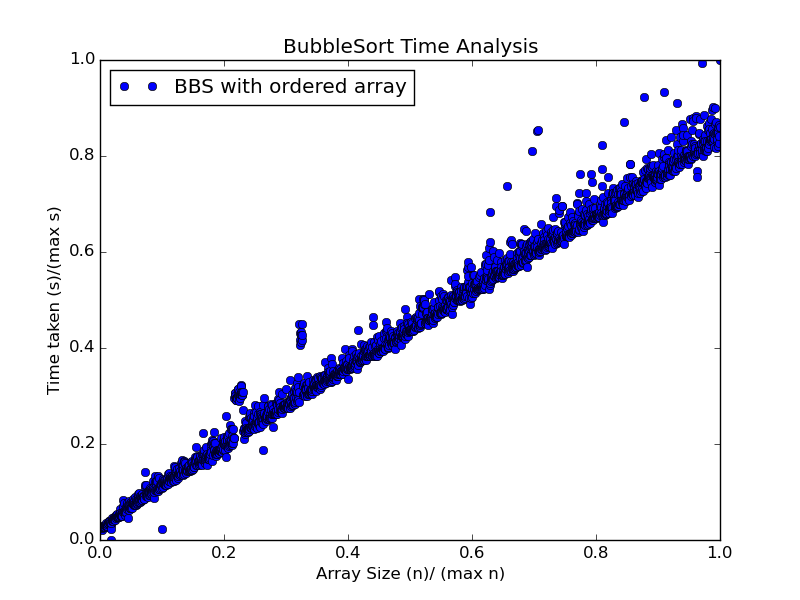 BubbleSort Time Analysis
1.0
BBS with ordered array
0.8
0.6
Time taken (s)/(max s)
0.4
0.2
0.0
0.0 0.2 0.4 0.6 0.8 1.0
Array Size (n)/ (max n)